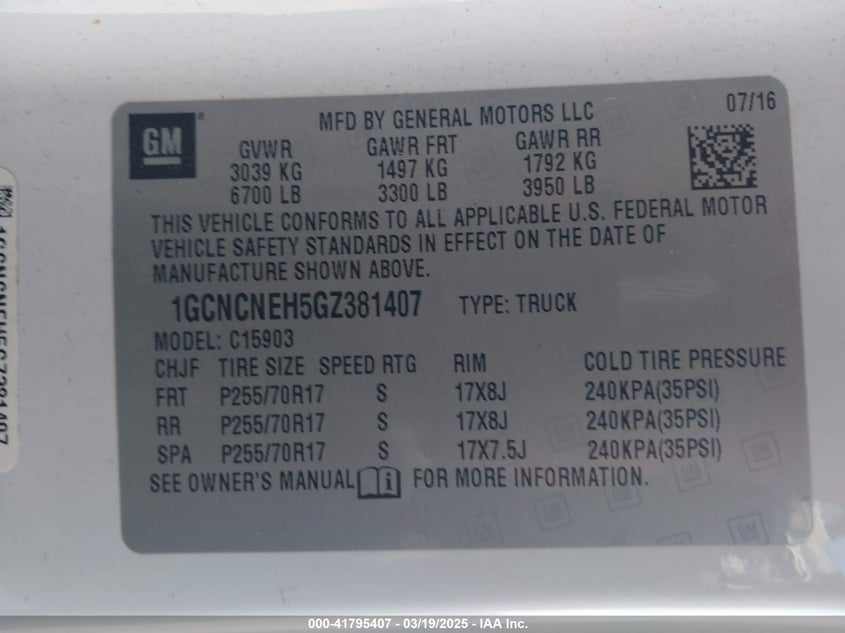 GM ®
MFD BY GENERAL MOTORS LLC
07/16
GVWR GAWR FRT GAWR RR
3039 KG 1497 KG 1792 KG
6700 LB 3300 LB 3950 LB
THIS VEHICLE CONFORMS TO ALL APPLICABLE U.S. FEDERAL MOTOR
VEHICLE SAFETY STANDARDS IN EFFECT ON THE DATE OF
MANUFACTURE SHOWN ABOVE.
1GCNCNEH5GZ381407 TYPE: TRUCK
MODEL: C15903
CHJF TIRE SIZE SPEED RTG RIM COLD TIRE PRESSURE
FRT P255/70R17 S 17X8J 240KPA(35PSI)
RR P255/70R17 S 17X8J 240KPA(35PSI)
SPA P255/70R17 S 17X7.5J 240KPA(35PSI)
SEE OWNER'S MANUAL i FOR MORE INFORMATION.
1GCNCNEH5GZ381407
000-41795407 - 03/19/2025 - IAA Inc.